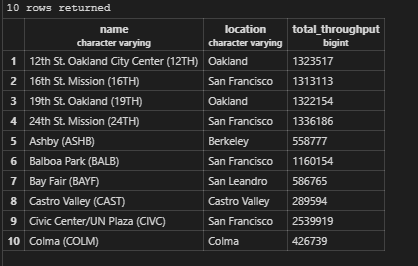 10 rows returned
name location total_throughput
character varying character varying bigint
1 12th St. Oakland City Center (12TH) Oakland 1323517
2 16th St. Mission (16TH) San Francisco 1313113
3 19th St. Oakland (19TH) Oakland 1322154
4 24th St. Mission (24TH) San Francisco 1336186
5 Ashby (ASHB) Berkeley 558777
6 Balboa Park (BALB) San Francisco 1160154
7 Bay Fair (BAYF) San Leandro 586765
8 Castro Valley (CAST) Castro Valley 289594
9 Civic Center/UN Plaza (CIVC) San Francisco 2539919
10 Colma (COLM) Colma 426739